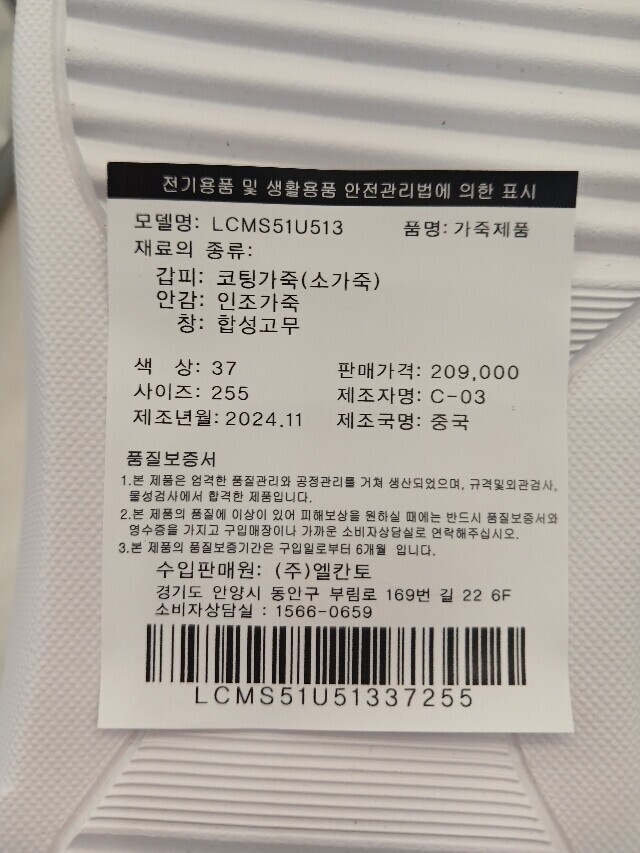 전기용품 및 생활용품 안전관리법에 의한 표시
모델명: LCMS51U513 품명: 가죽제품
재료의 종류:
갑피: 코팅가죽(소가죽)
안감: 인조가죽
창: 합성고무
색 상: 37 판매가격: 209,000
사이즈: 255 제조자명: C-03
제조년월: 2024.11 제조국명: 중국
품질보증서
1.본 제품은 엄격한 품질관리와 공정관리를 거쳐 생산되었으며, 규격및외관검사,
물성검사에서 합격한 제품입니다.
2.본 제품의 품질에 이상이 있어 피해보상을 원하실 때에는 반드시 품질보증서와
영수증을 가지고 구입매장이나 가까운 소비자상담실로 연락해주십시오.
3.본 제품의 품질보증기간은 구입일로부터 6개월 입니다.
수입판매원: (주)엘칸토
경기도 안양시 동안구 부림로 169번 길 22 6F
소비자상담실 : 1566-0659
LCMS51U51337255